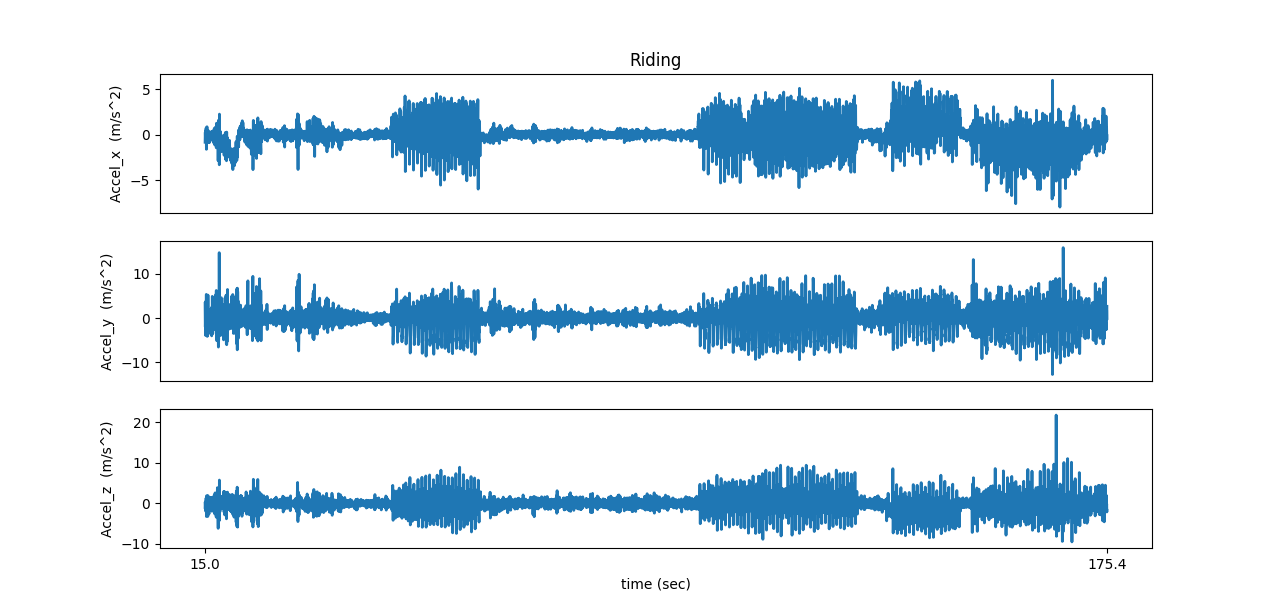 Riding
Accel_x (m/s^2)
5
0
−5
Accel_y (m/s^2)
10
0
−10
Accel_z (m/s^2)
20
10
0
−10
15.0 175.4
time (sec)